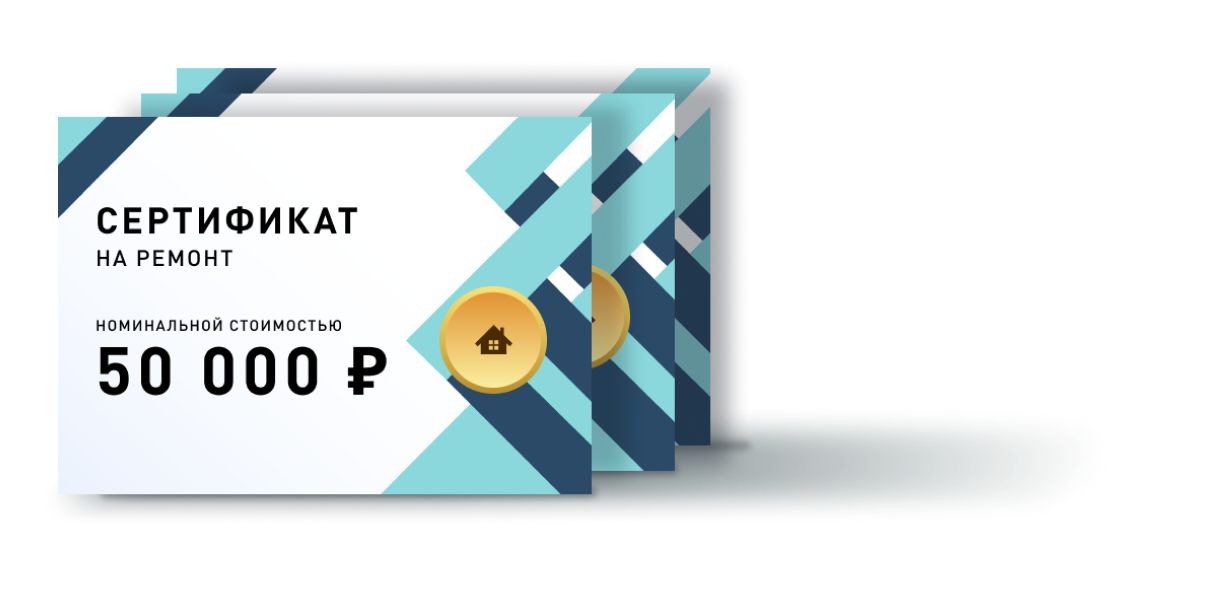 СЕРТИФИКАТ
НА РЕМОНТ
НОМИНАЛЬНОЙ СТОИМОСТЬЮ
50 000 ₽